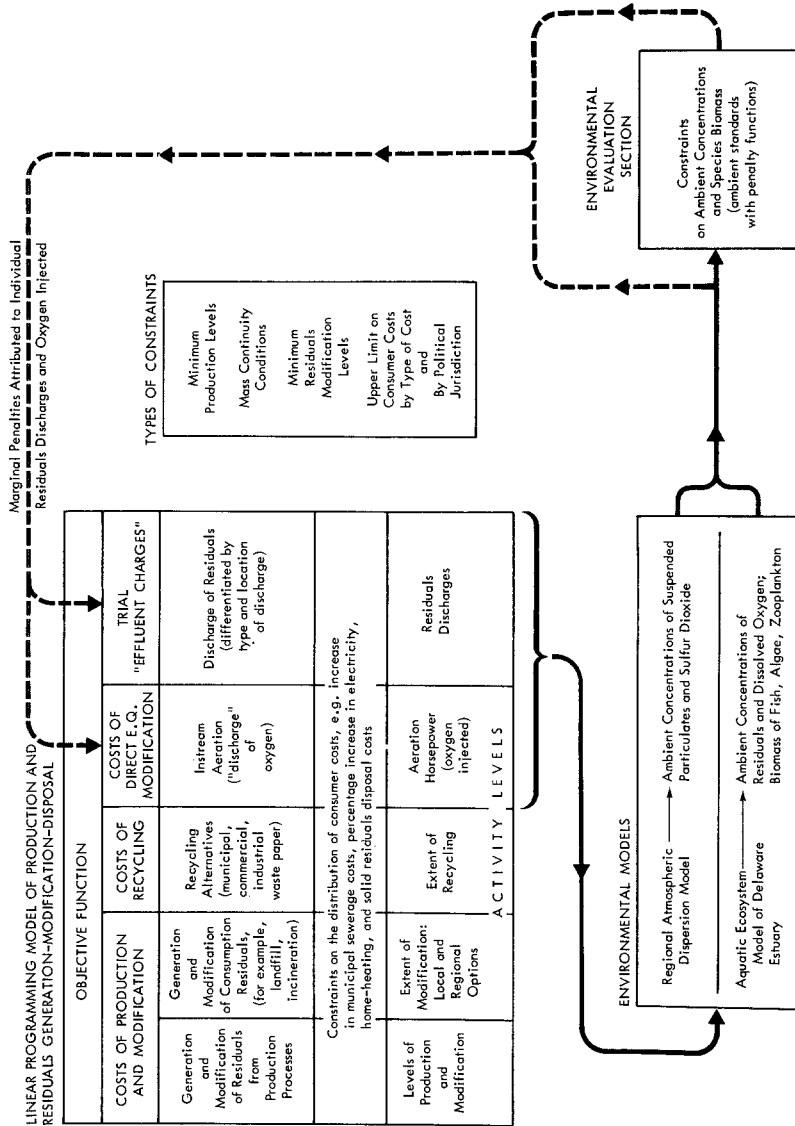 LINEAR PROGRAMMING MODEL OF PRODUCTION AND
RESIDUALS GENERATION-MODIFICATION-DISPOSAL
Marginal Penalties Attributed to Individual
Residuals Discharges and Oxygen Injected
OBJECTIVE FUNCTION
COSTS OF PRODUCTION
AND MODIFICATION
COSTS OF
RECYCLING
COSTS OF
DIRECT E.Q.
MODIFICATION
TRIAL
"EFFLUENT CHARGES"
Generation
and
Modification
of Residuals
from
Production
Processes
Generation
and
Modification
of Consumption
Residuals,
(for example,
landfill,
incineration)
Recycling
Alternatives
(municipal,
commercial,
industrial
waste paper)
Instream
Aeration
("discharge"
of
oxygen)
Discharge of Residuals
(differentiated by
type and location
of discharge)
Constraints on the distribution of consumer costs, e.g. increase
in municipal sewerage costs, percentage increase in electricity,
home-heating, and solid residuals disposal costs
Levels of
Production
and
Modification
Extent of
Modification:
Local and
Regional
Options
Extent of
Recycling
Aeration
Horsepower
(oxygen
injected)
Residuals
Discharges
ACTIVITY LEVELS
TYPES OF CONSTRAINTS
Minimum
Production Levels
Mass Continuity
Conditions
Minimum
Residuals
Modification
Levels
Upper Limit on
Consumer Costs
by Type of Cost
and
By Political
Jurisdiction
ENVIRONMENTAL MODELS
Regional Atmospheric
Dispersion Model
Ambient Concentrations of Suspended
Particulates and Sulfur Dioxide
Aquatic Ecosystem
Model of Delaware
Estuary
Ambient Concentrations of
Residuals and Dissolved Oxygen;
Biomass of Fish, Algae, Zooplankton
ENVIRONMENTAL
EVALUATION
SECTION
Constraints
on Ambient Concentrations
and Species Biomass
(ambient standards
with penalty functions)